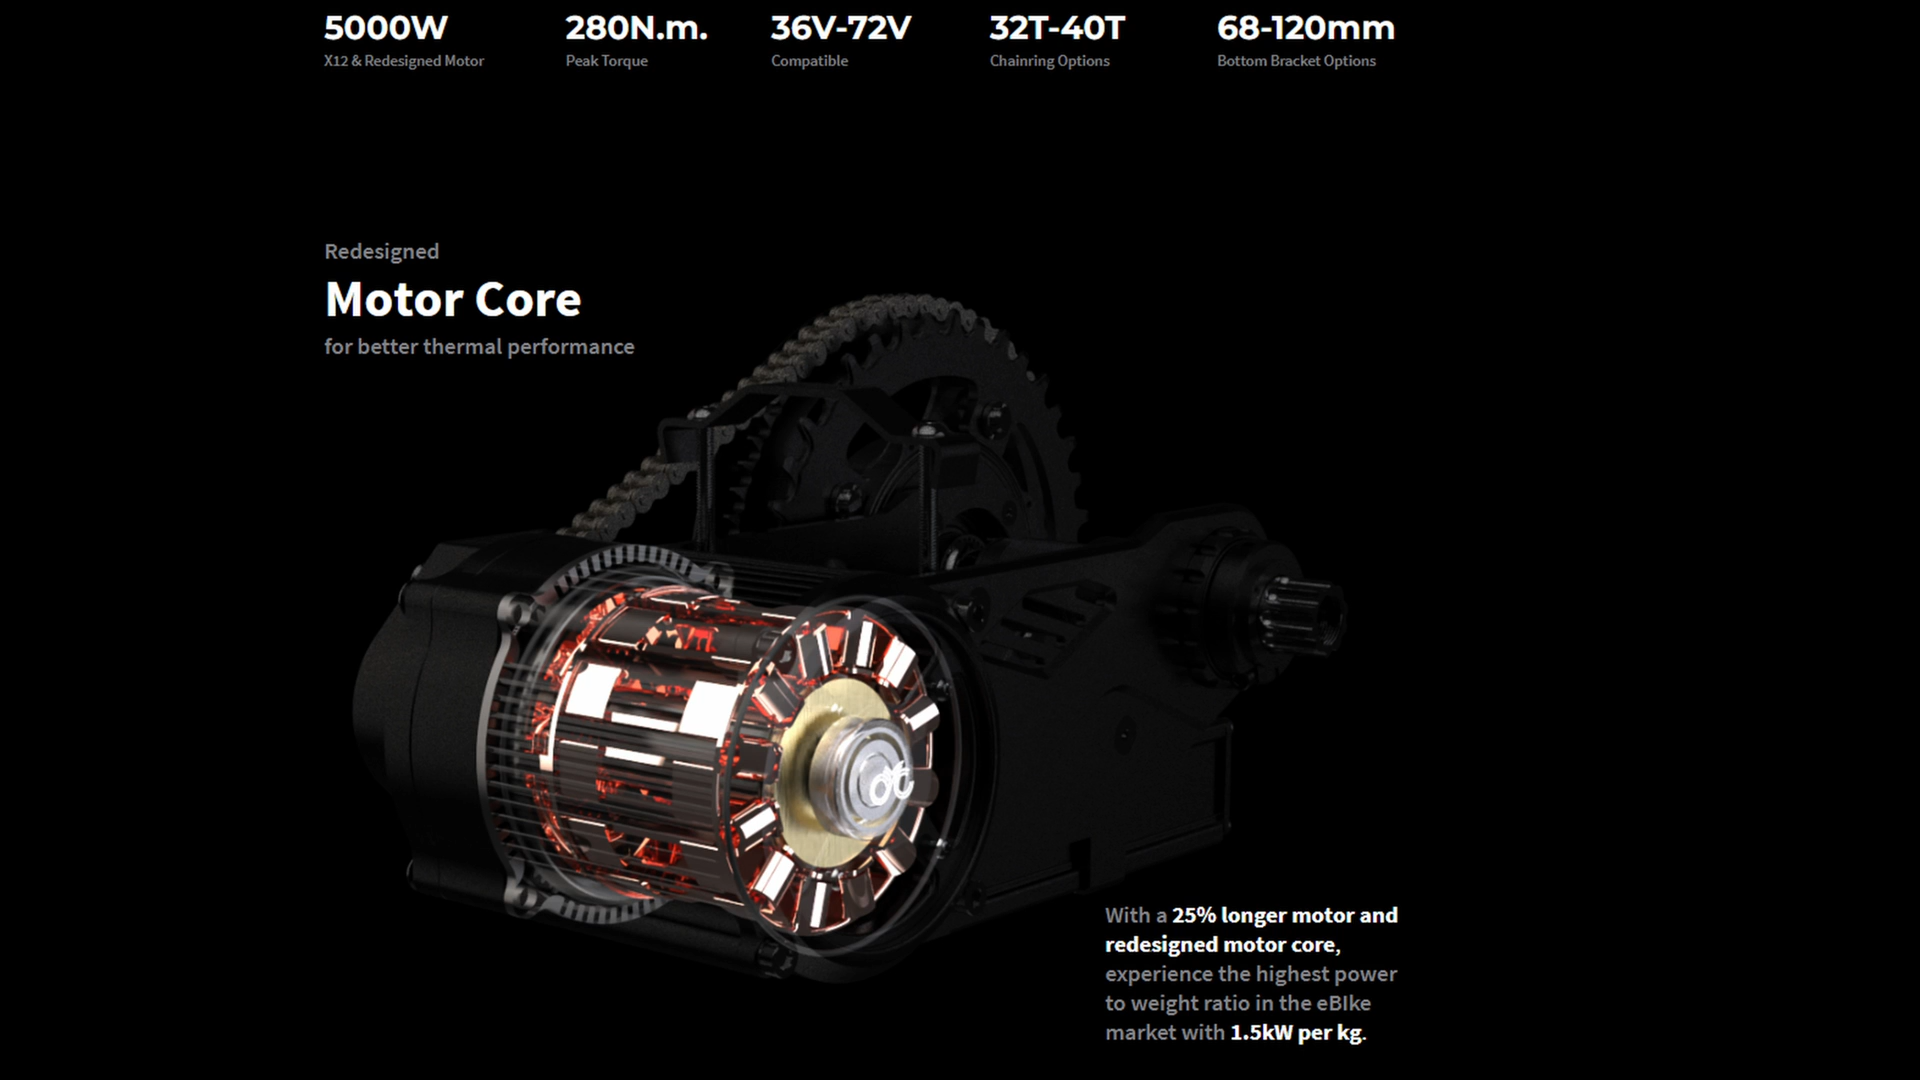 5000W
X12 & Redesigned Motor
280N.m.
Peak Torque
36V-72V
Compatible
32T-40T
Chainring Options
68-120mm
Bottom Bracket Options
Redesigned
Motor Core
for better thermal performance
With a 25% longer motor and
redesigned motor core,
experience the highest power
to weight ratio in the eBIke
market with 1.5kW per kg.